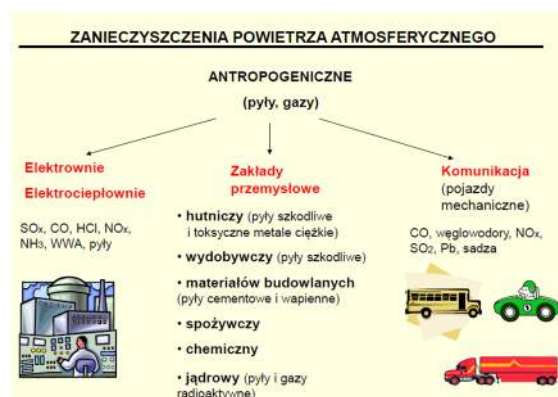 ZANIECZYSZCZENIA POWIETRZA ATMOSFERYCZNEGO
ANTROPOGENICZNE
(pyły, gazy)
Elektrownie
Elektrociepłownie
SOx, CO, HCl, NOx,
NH3, WWA, pyły
Zakłady
przemysłowe
• hutniczy (pyły szkodliwe
i toksyczne metale ciężkie)
• wydobywczy (pyły szkodliwe)
• materiałów budowlanych
(pyły cementowe i wapienne)
• spożywczy
• chemiczny
• jądrowy (pyły i gazy
radioaktywne)
Komunikacja
(pojazdy
mechaniczne)
CO, węglowodory, NOx,
SO2, Pb, sadza
1